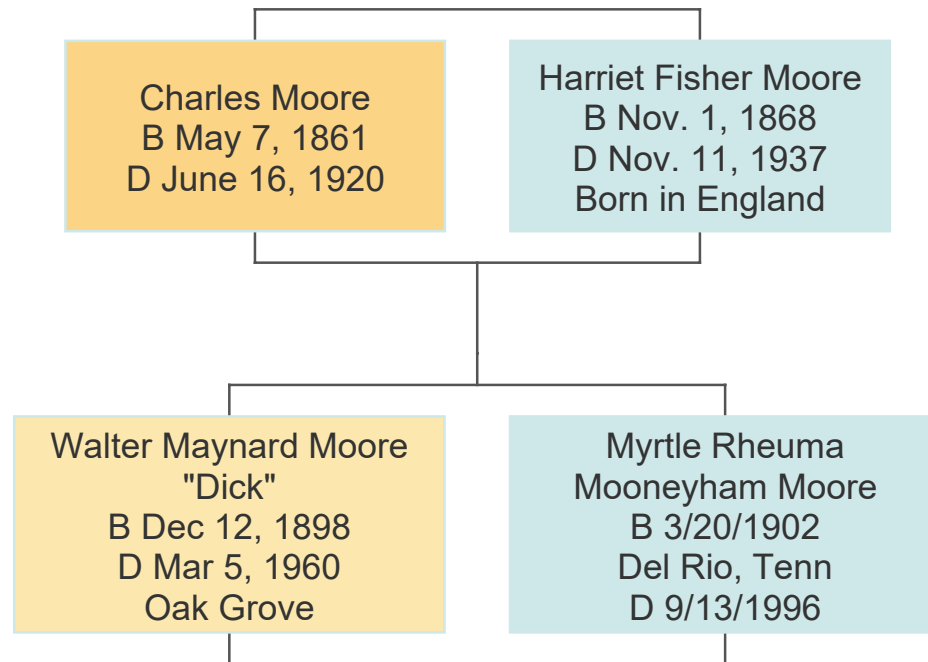 Charles Moore
B May 7, 1861
D June 16, 1920
Harriet Fisher Moore
B Nov. 1, 1868
D Nov. 11, 1937
Born in England
Walter Maynard Moore
"Dick"
B Dec 12, 1898
D Mar 5, 1960
Oak Grove
Myrtle Rheuma
Mooneyham Moore
B 3/20/1902
Del Rio, Tenn
D 9/13/1996